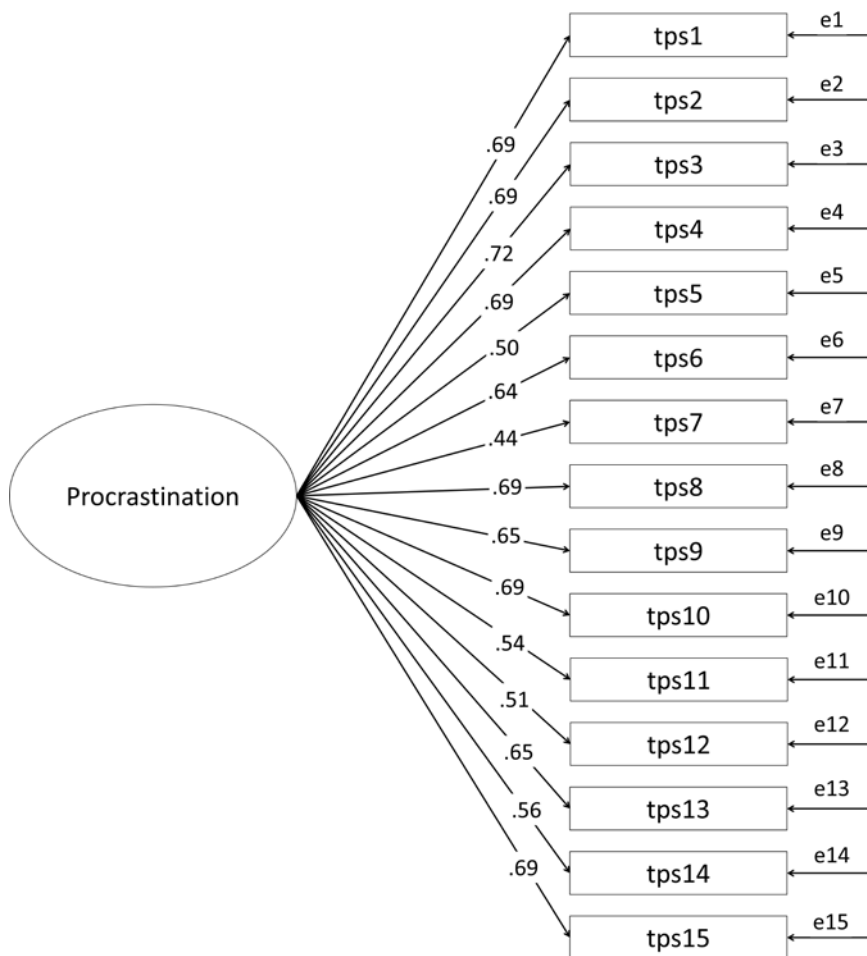 e1
tps1
e2
tps2
e3
.69
tps3
.69
e4
.72
tps4
.69
e5
tps5
.50
e6
tps6
.64
e7
tps7
.44
e8
Procrastination
.69
tps8
.65
e9
tps9
.69
e10
tps10
.54
e11
tps11
.51
e12
tps12
.65
e13
tps13
.56
e14
.69
tps14
e15
tps15